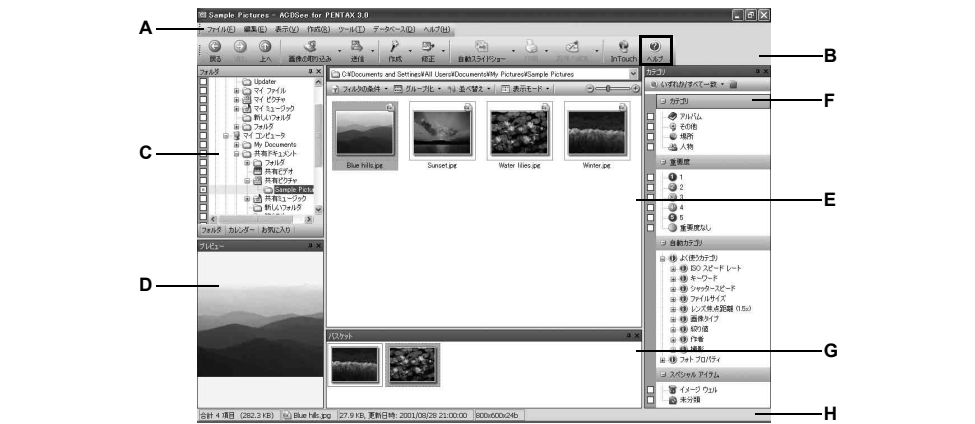 Sample Pictures - ACDSee for PENTAX 3.0
A
ファイル(F) 編集(E) 表示(V) 作成(R) ツール(T) データベース(D) ヘルプ(H)
戻る 上へ 画像の取り込み 送信 作成 修正 自動スライドショー InTouch ヘルプ
B
フォルダ
Updater
マイ ファイル
マイ ピクチャ
マイ ミュージック
新しいフォルダ
フォルダ
マイ コンピュータ
My Documents
共有ドキュメント
フォルダ
共有ビデオ
共有ピクチャ
Sample Pictu
共有ミュージック
新しいフォルダ
フォルダ カレンダー お気に入り
C
プレビュー
D
C:¥Documents and Settings¥All Users¥Documents¥My Pictures¥Sample Pictures
フィルタの条件 グループ化 並べ替え 表示モード
Blue hills.jpg Sunset.jpg Water lilies.jpg Winter.jpg
E
バスケット
G
カテゴリ
いずれか/すべて一致
カテゴリ
F
アルバム
その他
場所
人物
重要度
1
2
3
4
5
重要度なし
自動カテゴリ
よく使うカテゴリ
ISO スピード レート
キーワード
シャッタースピード
ファイルサイズ
レンズ焦点距離 (1.5x)
画像タイプ
絞り値
作者
撮影
フォト プロパティ
スペシャル アイテム
イメージ ウェル
未分類
合計 4 項目 (282.3 KB) Blue hills.jpg 27.9 KB, 更新日時: 2001/08/28 21:00:00 800x600x24b
H